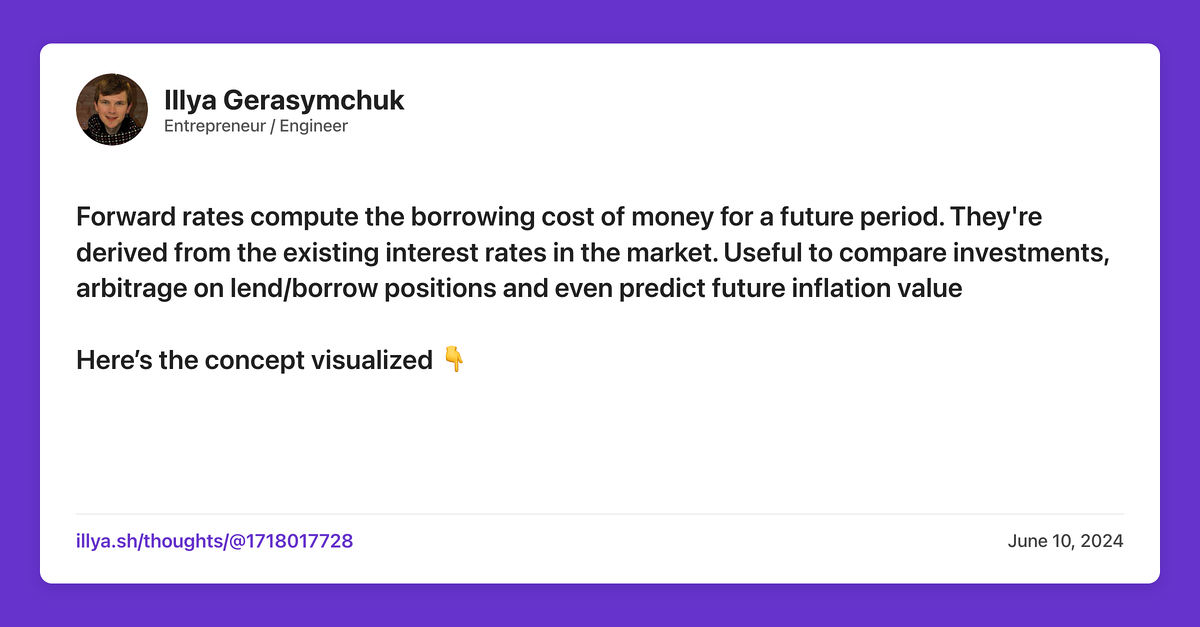 Illya Gerasymchuk
Entrepreneur / Engineer
Forward rates compute the borrowing cost of money for a future period. They're
derived from the existing interest rates in the market. Useful to compare investments,
arbitrage on lend/borrow positions and even predict future inflation value
Here’s the concept visualized 👇
illya.sh/thoughts/@1718017728
June 10, 2024